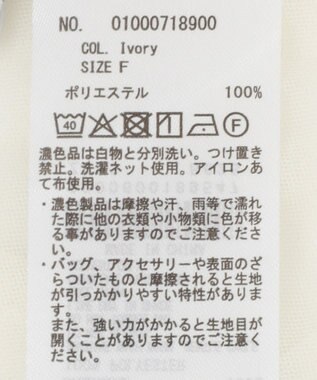 NO. 01000718900
COL. Ivory
SIZE F
ポリエステル 100%
40 F
濃色品は白物と分別洗い。つけ置き
禁止。洗濯ネット使用。アイロンあ
て布使用。
・濃色製品は摩擦や汗、雨等で濡れ
た際に他の衣類や小物類に色が移
る事がありますのでご注意くださ
い。
・バッグ、アクセサリーや表面のざ
らついたものと摩擦されると生地
が引っかかりやすい特性がありま
す。
また、強い力がかかると生地目が
開くことがありますのでご注意く
ださい。